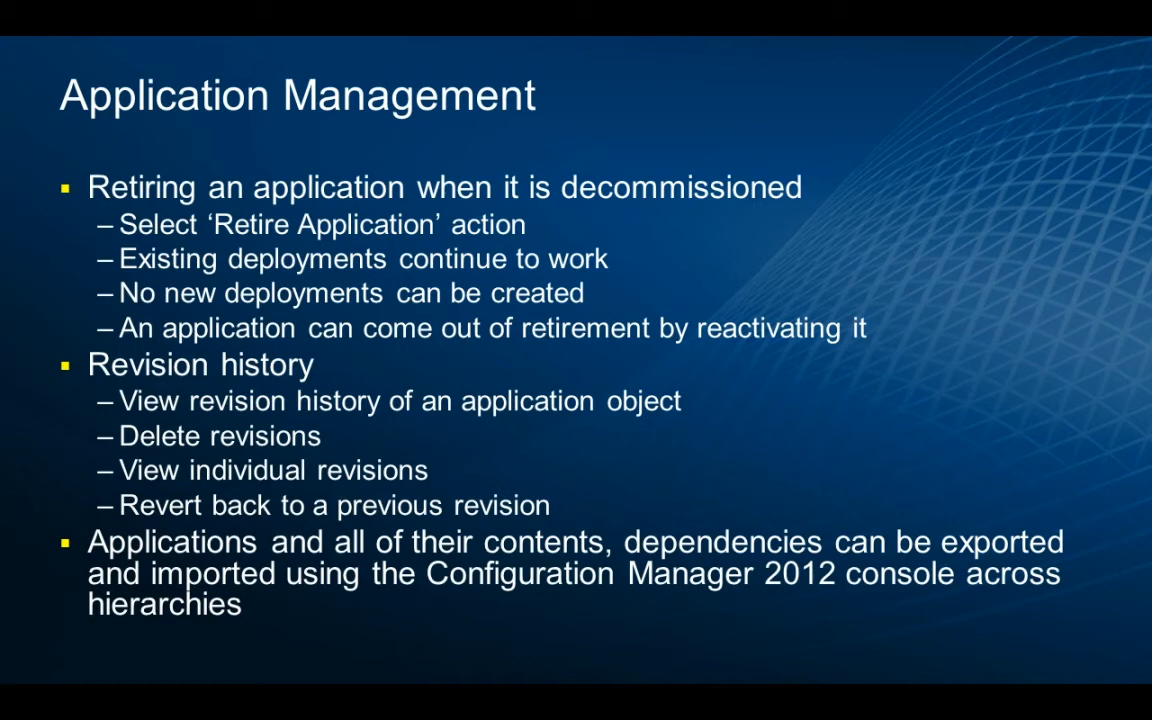 Application Management
▪ Retiring an application when it is decommissioned
– Select ‘Retire Application’ action
– Existing deployments continue to work
– No new deployments can be created
– An application can come out of retirement by reactivating it
▪ Revision history
– View revision history of an application object
– Delete revisions
– View individual revisions
– Revert back to a previous revision
▪ Applications and all of their contents, dependencies can be exported
and imported using the Configuration Manager 2012 console across
hierarchies